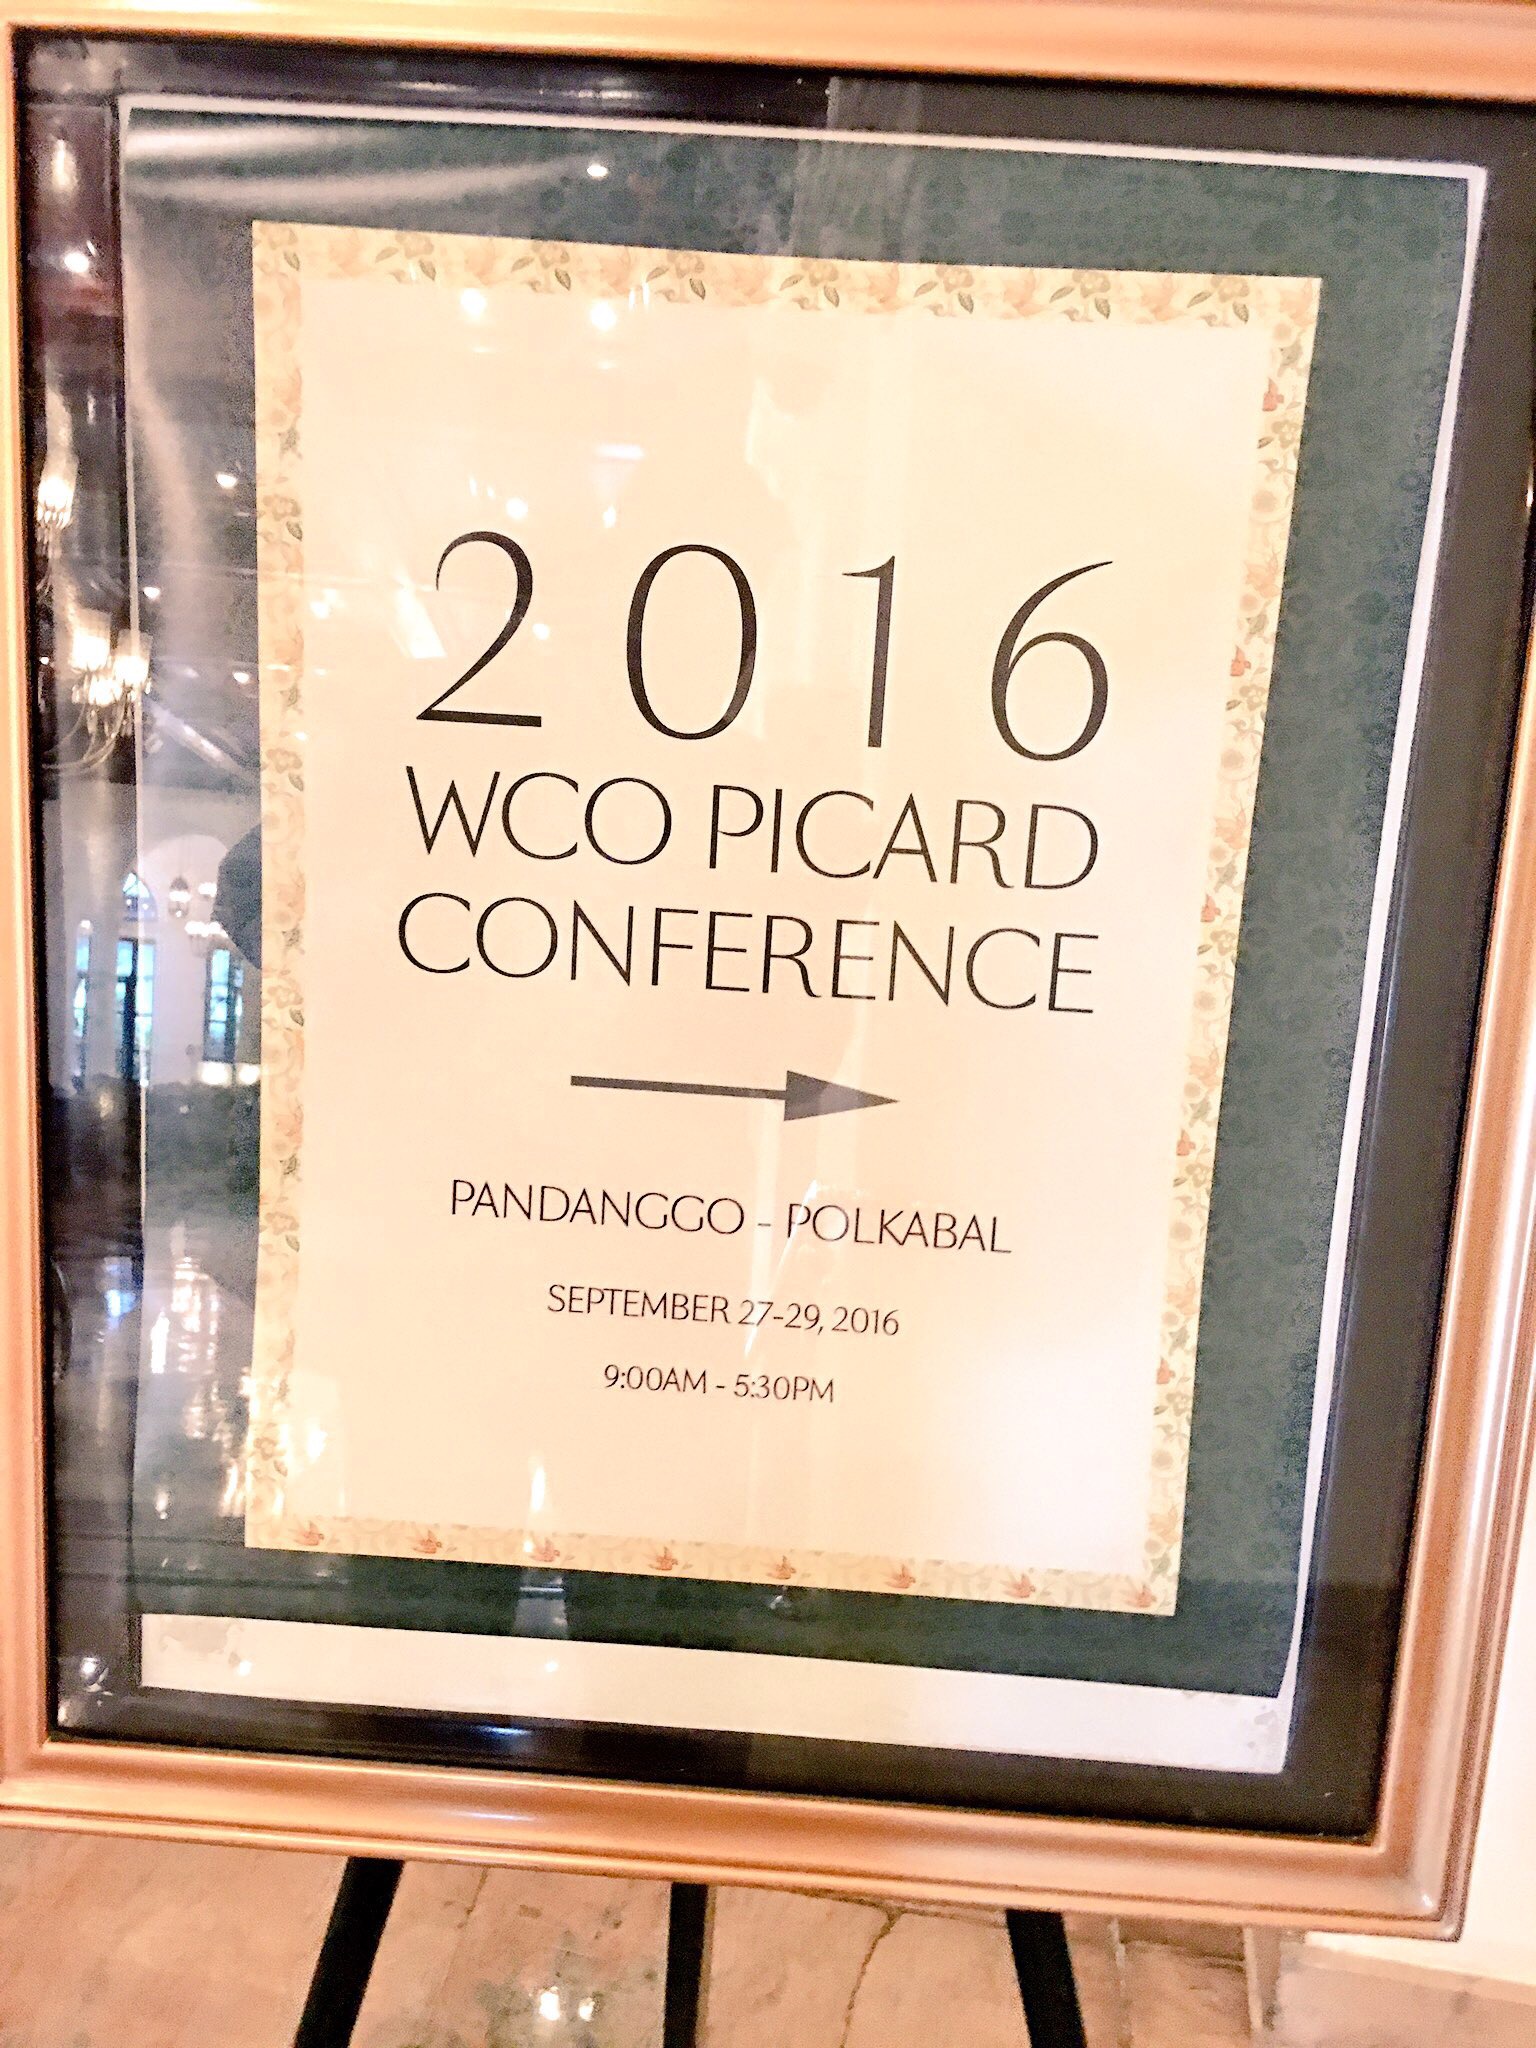 2016
WCO PICARD
CONFERENCE
PANDANGGO - POLKABAL
SEPTEMBER 27-29, 2016
9:00AM - 5:30PM